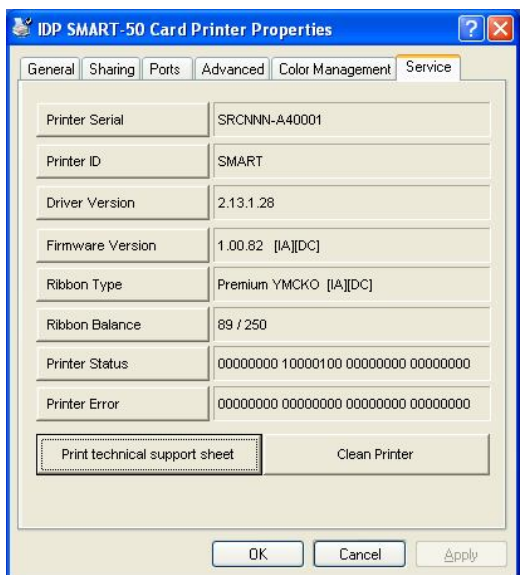 IDP SMART-50 Card Printer Properties
General Sharing Ports Advanced Color Management Service
Printer Serial SRCNNN-A40001
Printer ID SMART
Driver Version 2.13.1.28
Firmware Version 1.00.82 [IA][DC]
Ribbon Type Premium YMCKO [IA][DC]
Ribbon Balance 89 / 250
Printer Status 00000000 10000100 00000000 00000000
Printer Error 00000000 00000000 00000000 00000000
Print technical support sheet Clean Printer
OK Cancel Apply